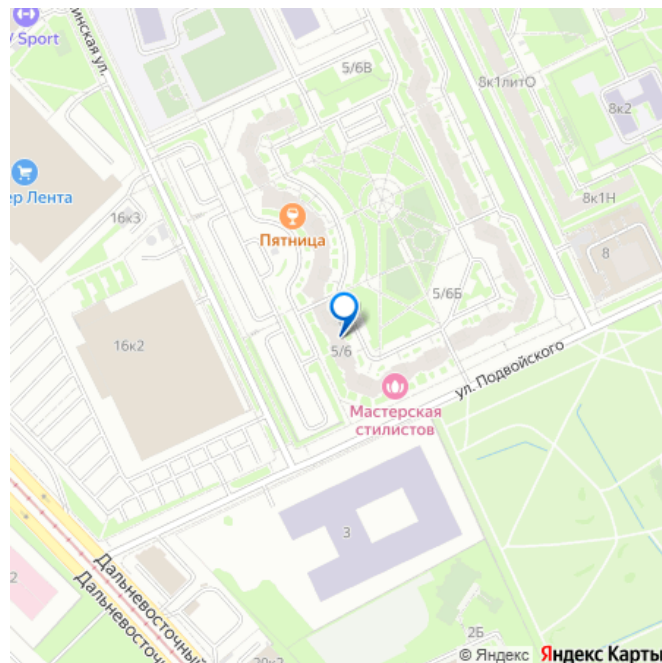 / Sport
инская ул.
5/6В
8к1литО
8к2
ер Лента
16к3
Пятница
8к1Н
8
5/6Б
16к2
5/6
ул. Подвойского
Мастерская
стилистов
3
2
Дальневосточный
Дальневосточный
2Б
20к2
© Яндекс Яндекс Карты